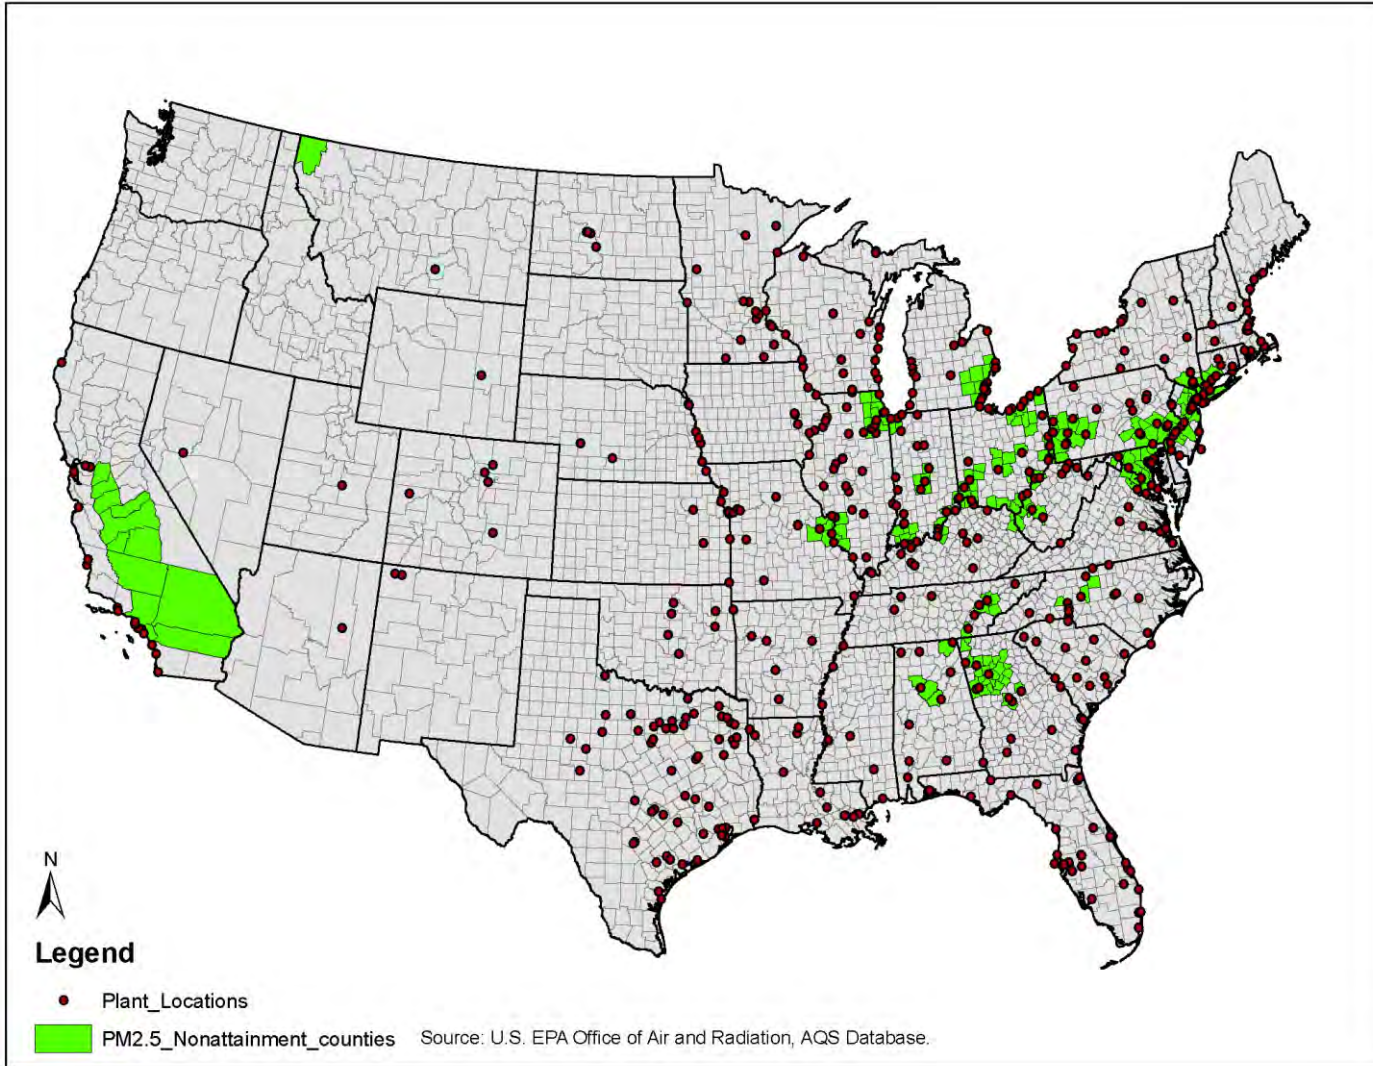 N
Legend
Plant_Locations
PM2.5_Nonattainment_counties Source: U.S. EPA Office of Air and Radiation, AQS Database.